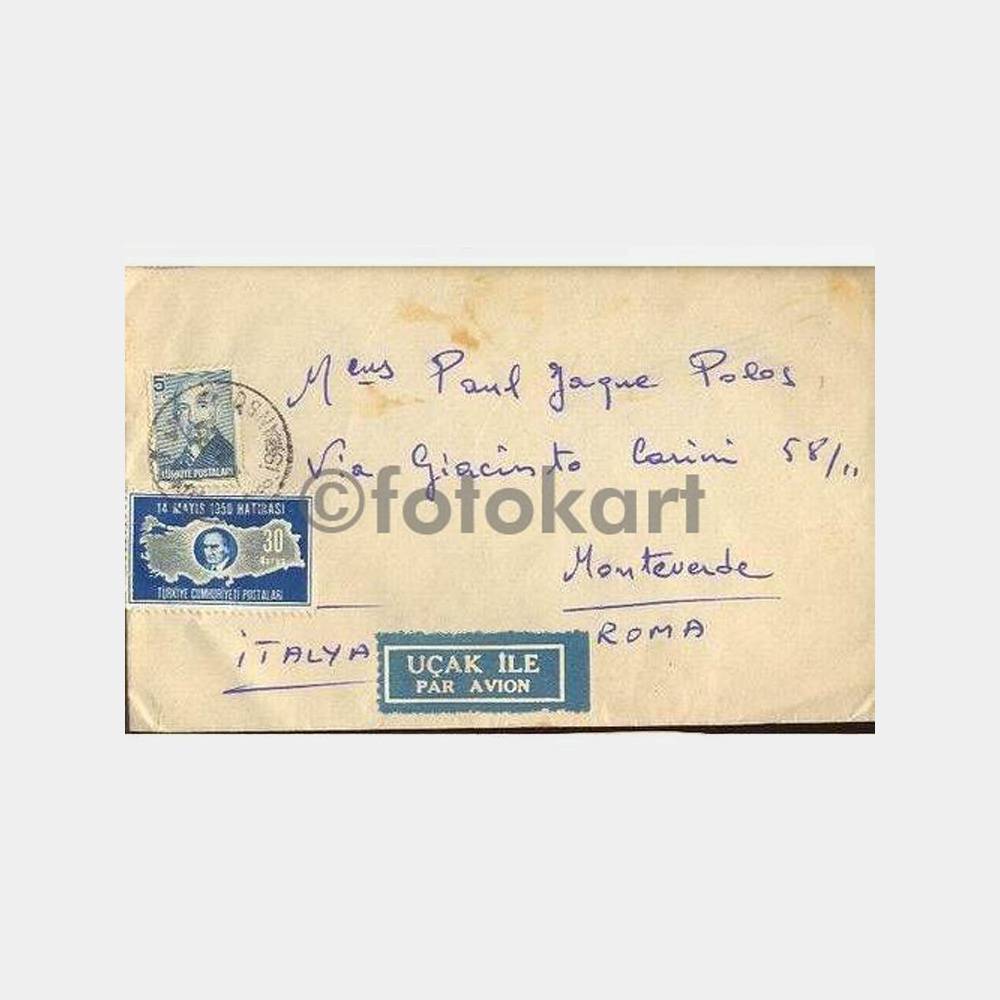 Meus Paul Jaque Polos
Via Giacinto Carini 58/11
Monteverde
ROMA
İTALYA
UÇAK İLE
PAR AVION
5
TÜRKİYE POSTALARI
14 MAYIS 1950 HATIRASI
30
TÜRKİYE CUMHURİYETİ POSTALARI
©fotokart